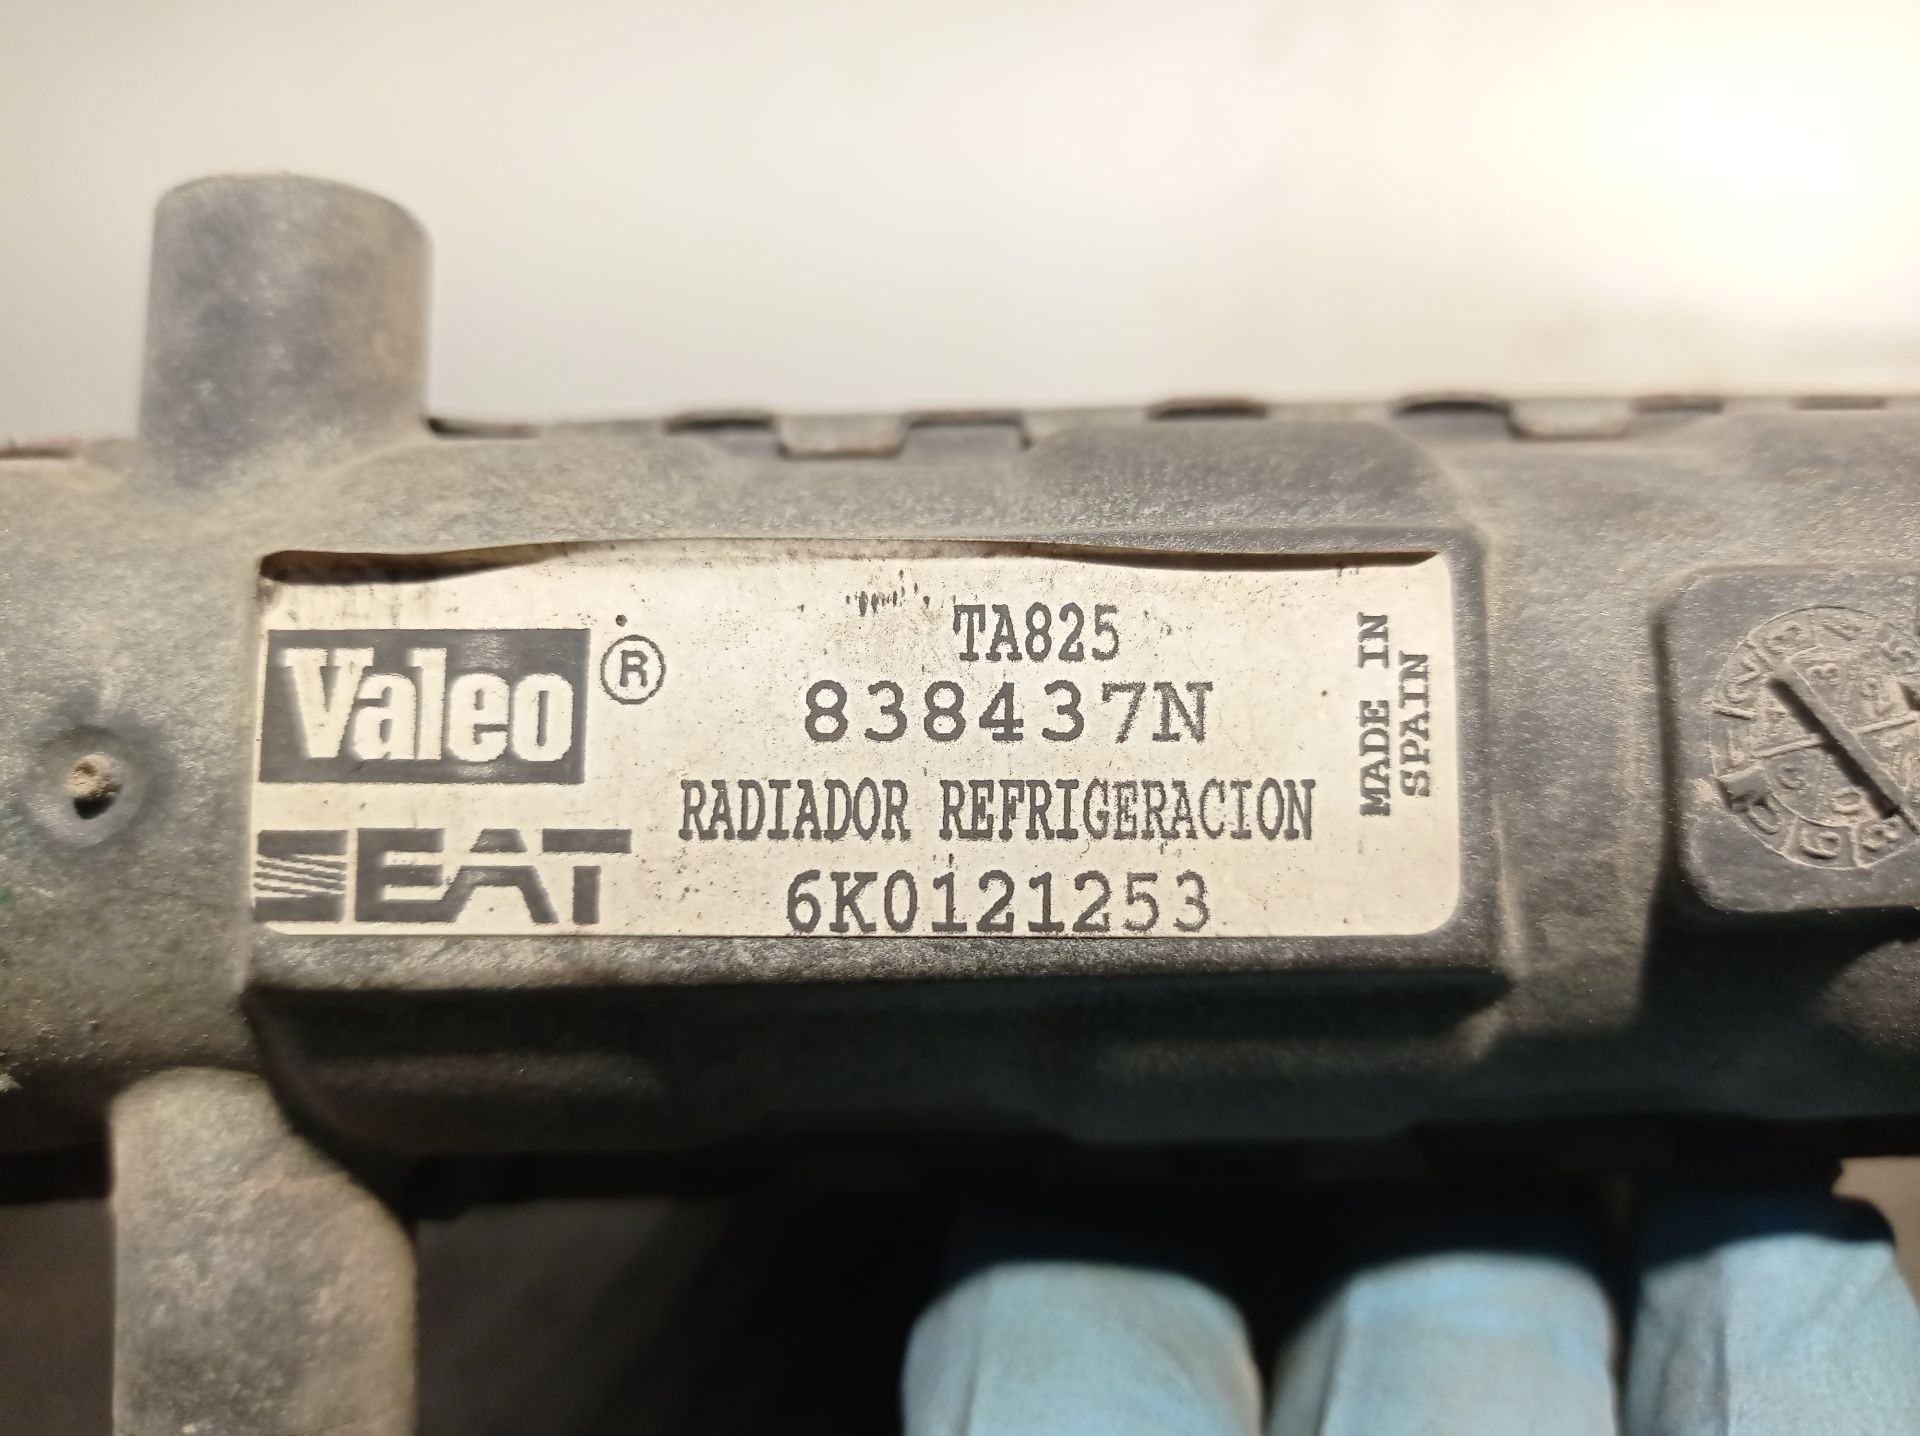 Valeo ®
SEAT
TA825
838437N
RADIADOR REFRIGERACION
6K0121253
MADE IN
SPAIN